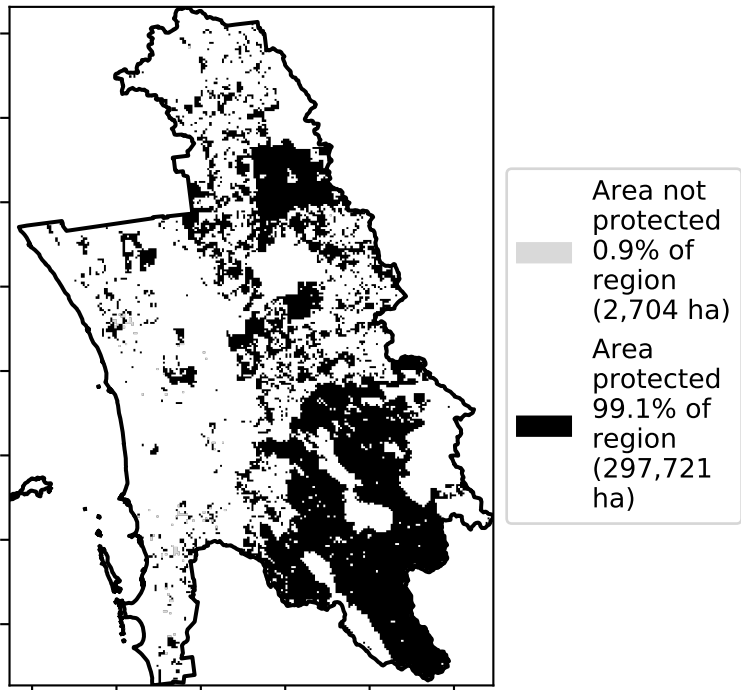 Area not
protected
0.9% of
region
(2,704 ha)
Area
protected
99.1% of
region
(297,721
ha)